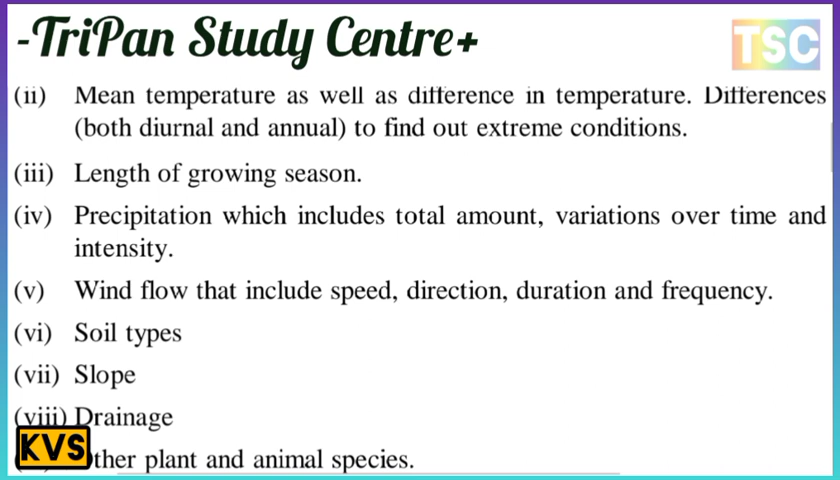 -TriPan Study Centre+
TSC
(ii) Mean temperature as well as difference in temperature. Differences
(both diurnal and annual) to find out extreme conditions.
(iii) Length of growing season.
(iv) Precipitation which includes total amount, variations over time and
intensity.
(v) Wind flow that include speed, direction, duration and frequency.
(vi) Soil types
(vii) Slope
(viii) Drainage
KVS
ther plant and animal species.